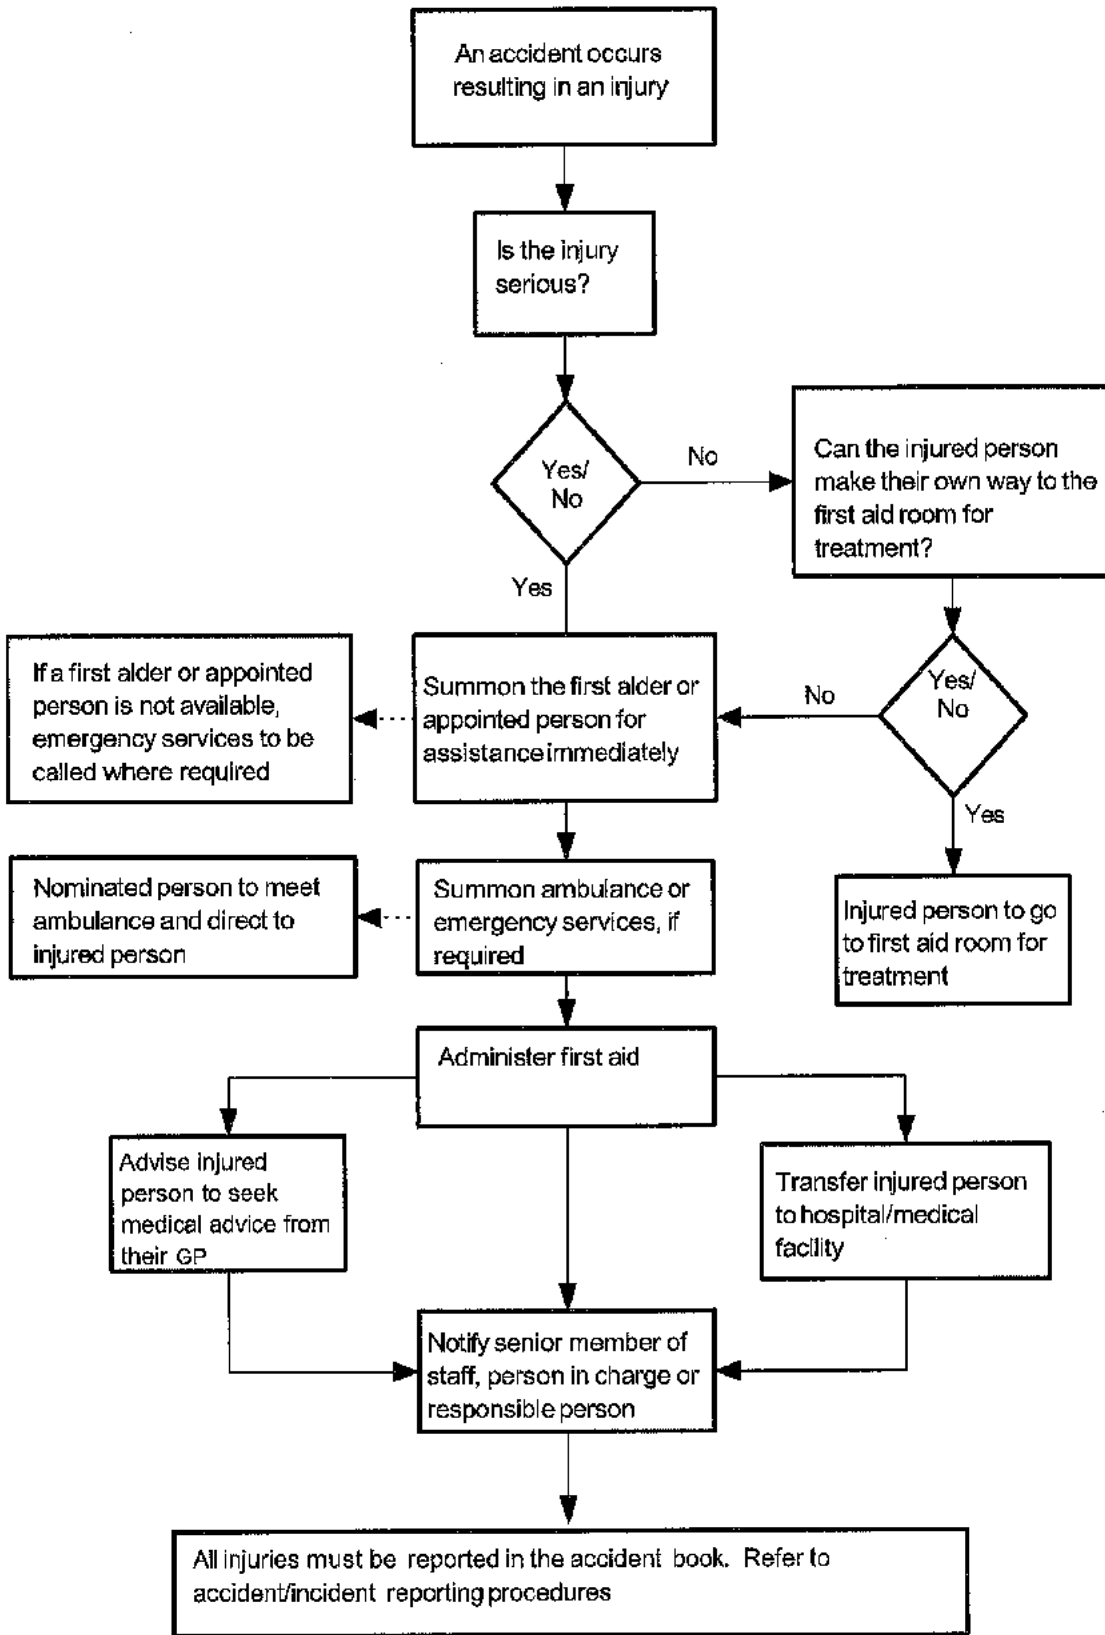 An accident occurs
resulting in an injury
Is the injury
serious?
Yes/
No
No
Can the injured person
make their own way to the
first aid room for
treatment?
Yes
If a first alder or appointed
person is not available,
emergency services to be
called where required
Summon the first alder or
appointed person for
assistance immediately
No
Yes/
No
Yes
Nominated person to meet
ambulance and direct to
injured person
Summon ambulance or
emergency services, if
required
Injured person to go
to first aid room for
treatment
Administer first aid
Advise injured
person to seek
medical advice from
their GP
Transfer injured person
to hospital/medical
facility
Notify senior member of
staff, person in charge or
responsible person
All injuries must be reported in the accident book. Refer to
accident/incident reporting procedures